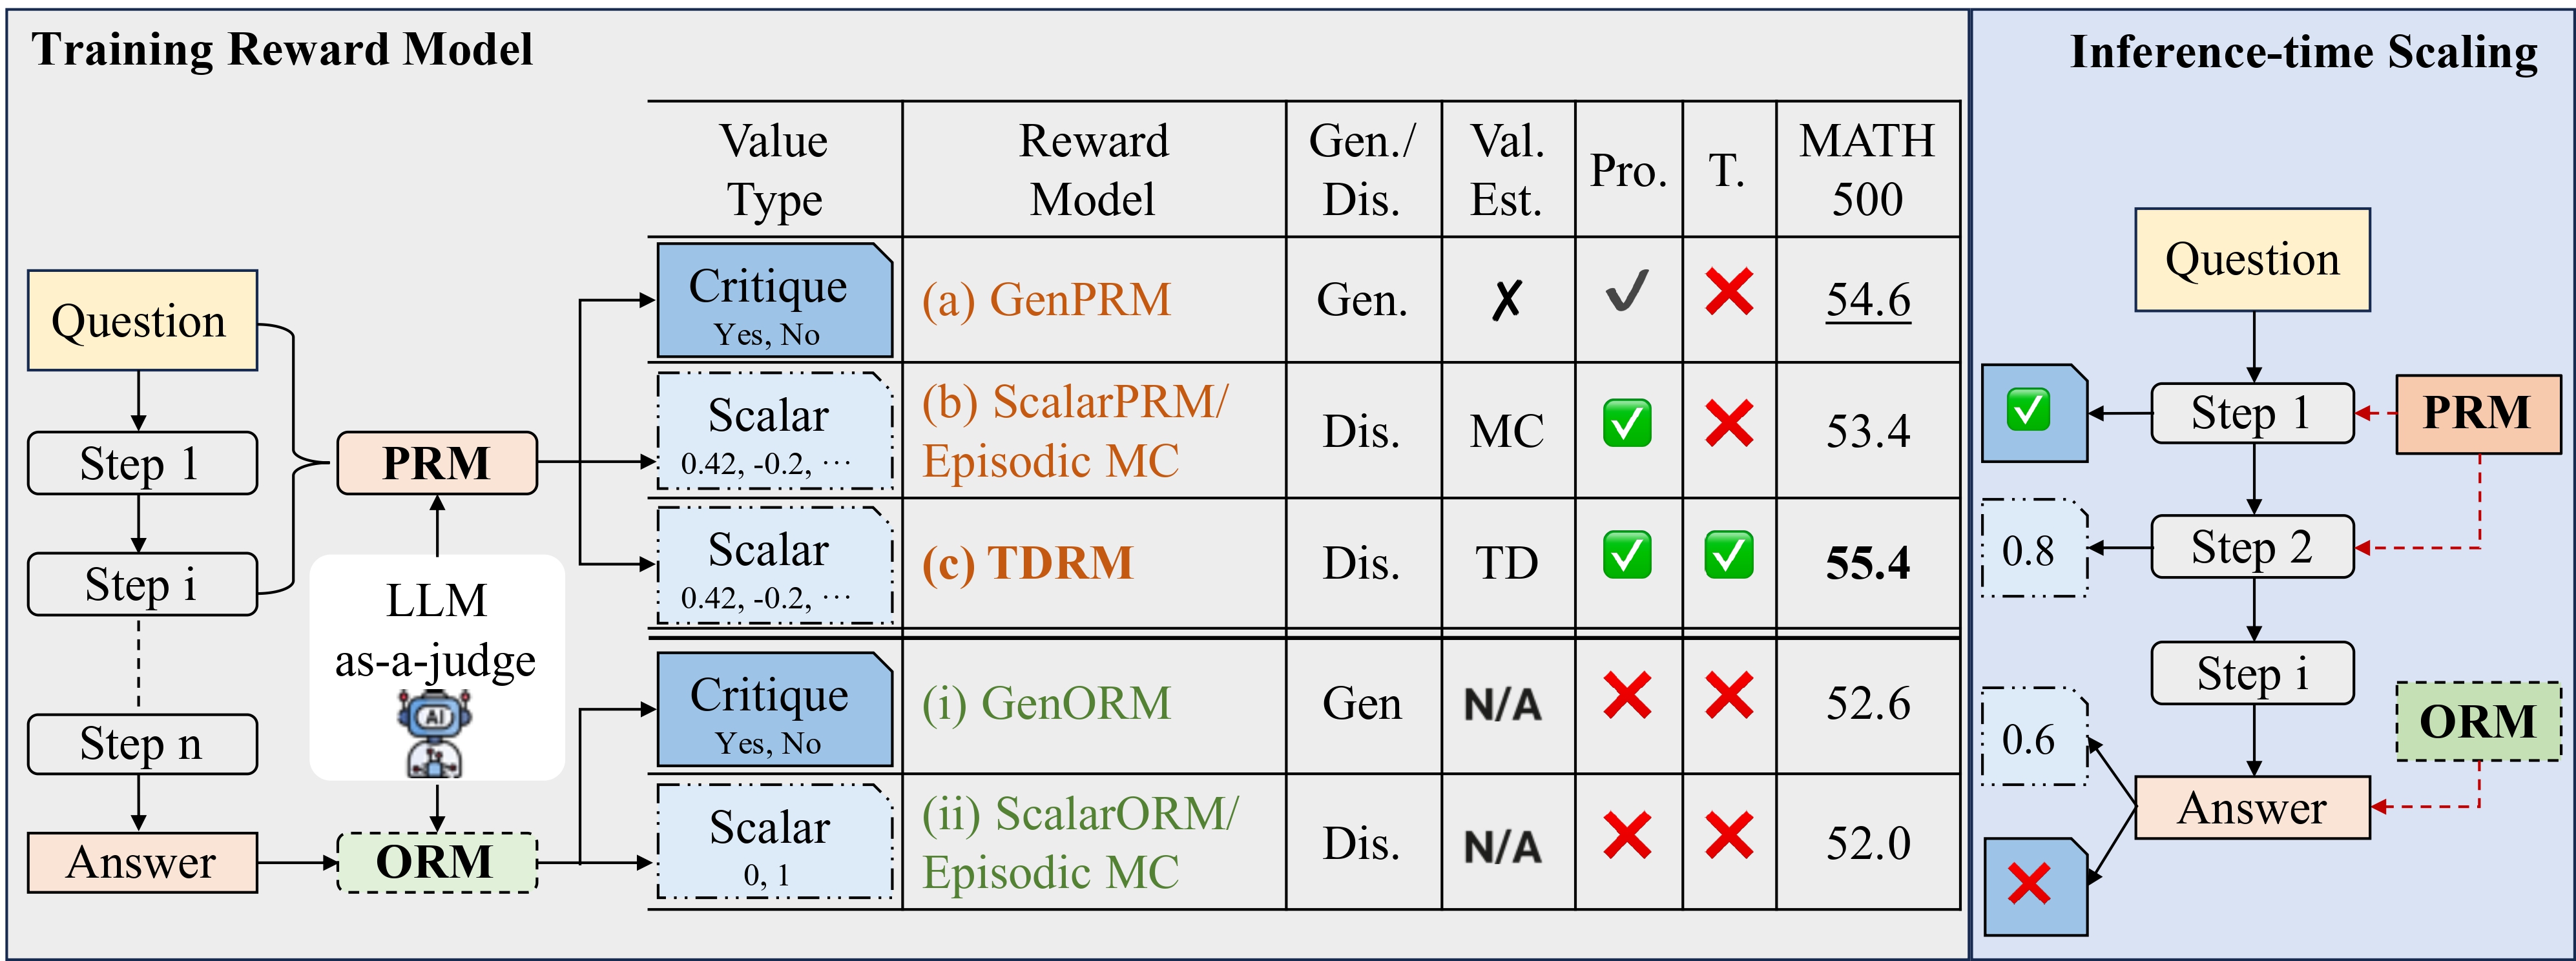 Training Reward Model
Question
Step 1
Step i
Step n
Answer
PRM
LLM
as-a-judge
AI
ORM
Value
Type
Reward
Model
Gen./
Dis.
Val.
Est.
Pro.
T.
MATH
500
Critique
Yes, No
(a) GenPRM
Gen.
✗
✓
❌
54.6
Scalar
0.42, -0.2, ···
(b) ScalarPRM/
Episodic MC
Dis.
MC
✅
❌
53.4
Scalar
0.42, -0.2, ···
(c) TDRM
Dis.
TD
✅
✅
55.4
Critique
Yes, No
(i) GenORM
Gen
N/A
❌
❌
52.6
Scalar
0, 1
(ii) ScalarORM/
Episodic MC
Dis.
N/A
❌
❌
52.0
Inference-time Scaling
Question
✅
Step 1
PRM
0.8
Step 2
Step i
0.6
ORM
Answer
❌